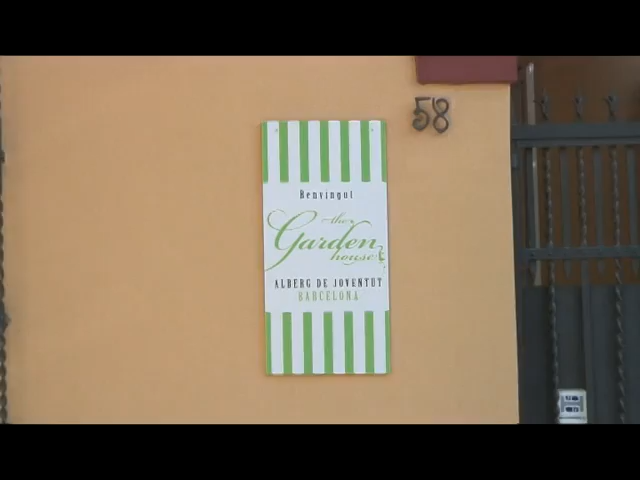 58
Benvingut
the
Garden
house
ALBERG DE JOVENTUT
BARCELONA